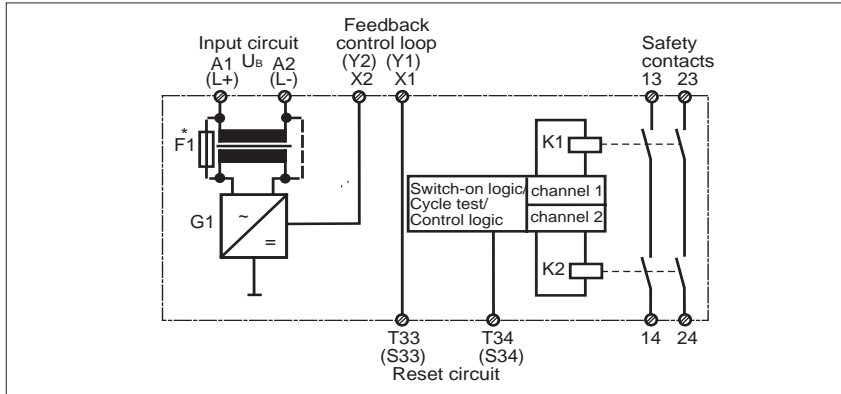 Feedback
Input circuit control loop Safety
A1 UB A2 (Y2) (Y1) contacts
(L+) (L-) X2 X1 13 23
*
F1
K1
Switch-on logic/ channel 1
Cycle test/
Control logic channel 2
G1 ~
=
K2
T33 T34 14 24
(S33) (S34)
Reset circuit